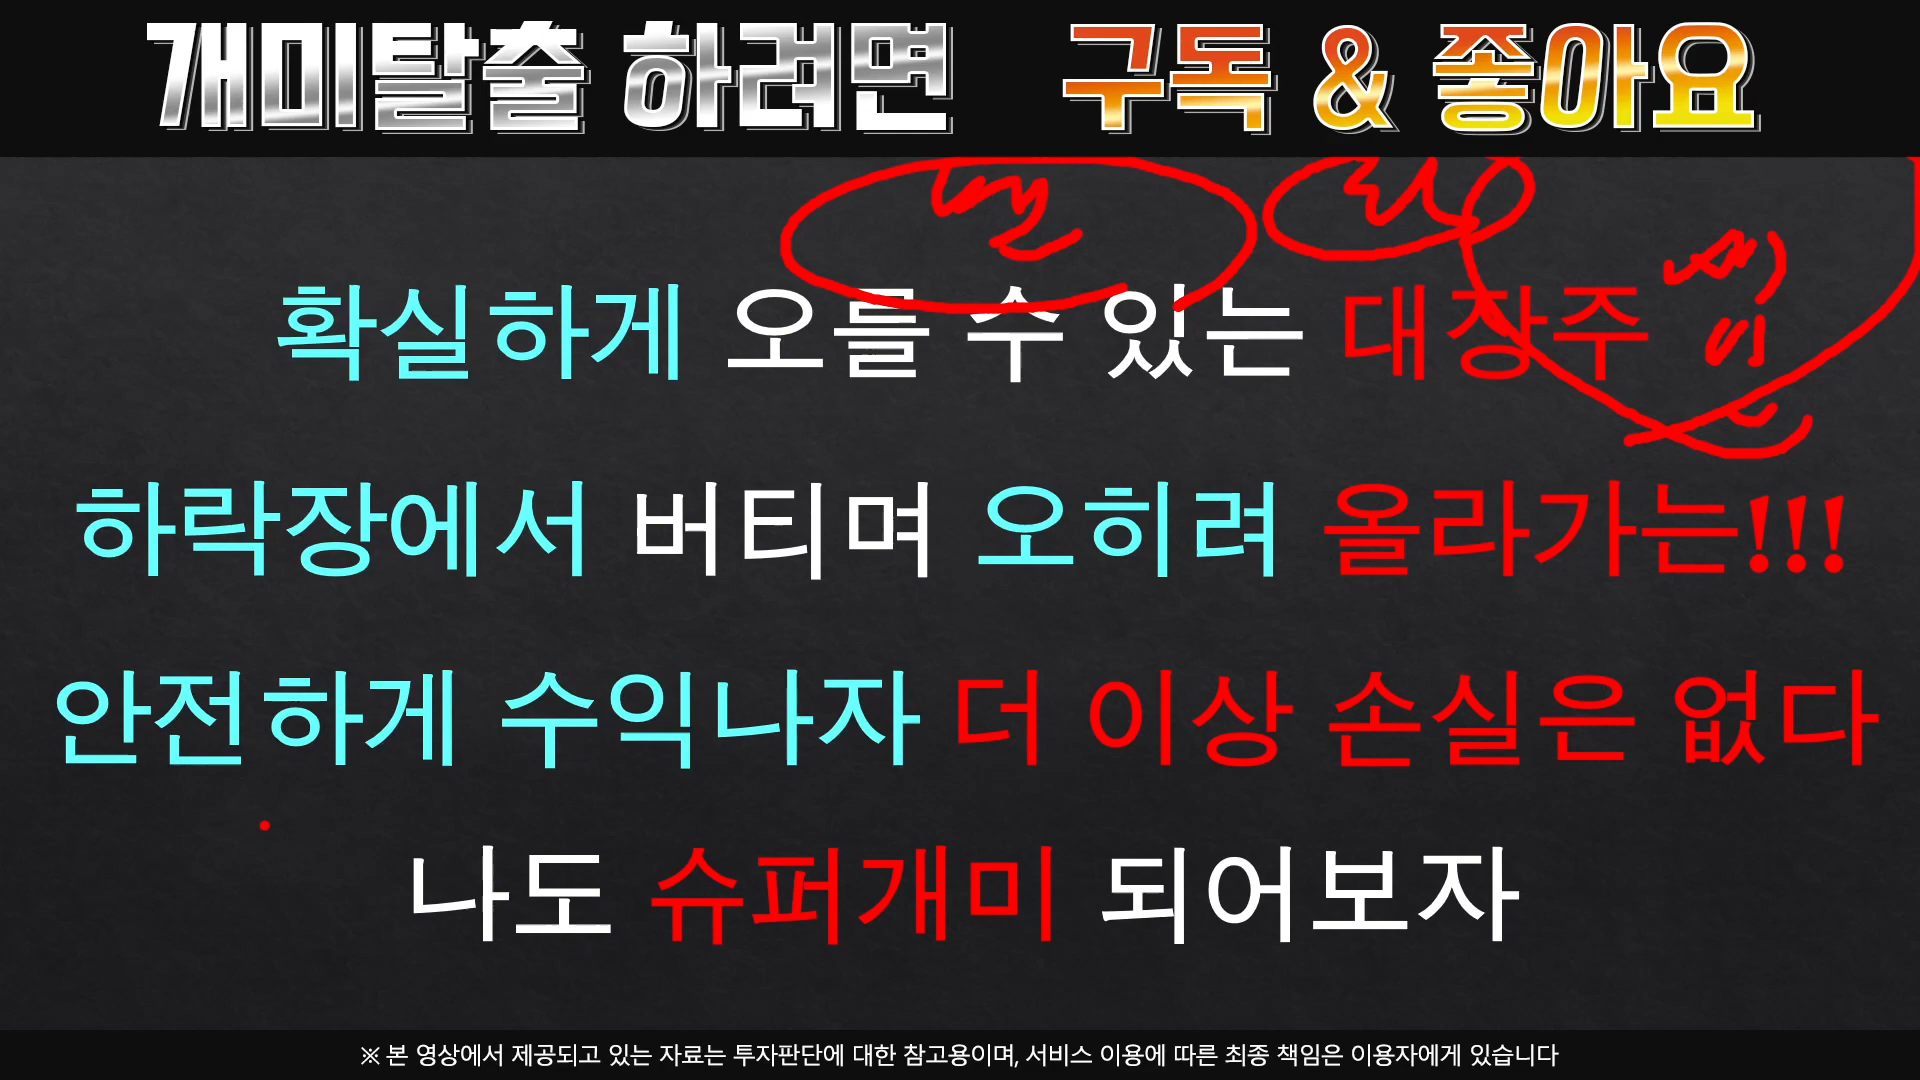 개미탈출 하려면 구독 & 좋아요
확실하게 오를 수 있는 대장주
하락장에서 버티며 오히려 올라가는!!!
안전하게 수익나자 더 이상 손실은 없다
나도 슈퍼개미 되어보자
※ 본 영상에서 제공되고 있는 자료는 투자판단에 대한 참고용이며, 서비스 이용에 따른 최종 책임은 이용자에게 있습니다